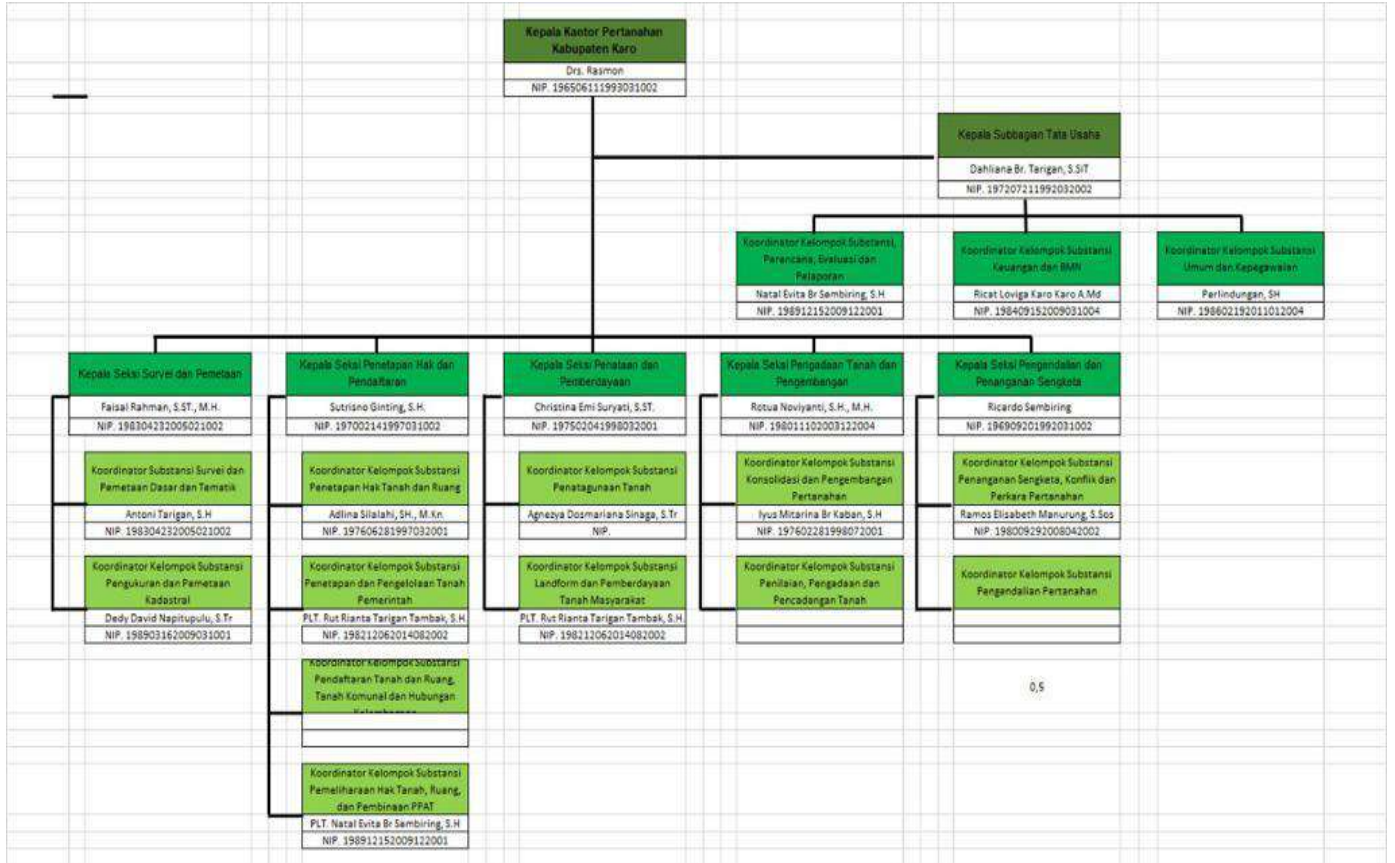 Kepala Kantor Pertanahan
Kabupaten Karo
Drs. Rasmon
NIP. 196506111993031002
Kepala Subbagian Tata Usaha
Dahliana Br. Tarigan, S.SiT
NIP. 197207211992032002
Koordinator Kelompok Substansi,
Perencana, Evaluasi dan
Pelaporan
Natal Evita Br Sembiring, S.H
NIP. 198912152009122001
Koordinator Kelompok Substansi
Keuangan dan BMN
Ricat Loviga Karo Karo A.Md
NIP. 198409152009031004
Koordinator Kelompok Substansi
Umum dan Kepegawaian
Perlindungan, SH
NIP. 198602192011012004
Kepala Seksi Survei dan Pemetaan
Faisal Rahman, S.ST., M.H.
NIP. 198304232005021002
Koordinator Substansi Survei dan
Pemetaan Dasar dan Tematik
Antoni Tarigan, S.H
NIP. 198304232005021002
Koordinator Kelompok Substansi
Pengukuran dan Pemetaan
Kadastral
Dedy David Napitupulu, S.Tr
NIP. 198903162009031001
Kepala Seksi Penetapan Hak dan
Pendaftaran
Sutrisno Ginting, S.H.
NIP. 197002141997031002
Koordinator Kelompok Substansi
Penetapan Hak Tanah dan Ruang
Adlina Silalahi, SH., M.Kn
NIP. 197606281997032001
Koordinator Kelompok Substansi
Penetapan dan Pengelolaan Tanah
Pemerintah
PLT. Rut Rianta Tarigan Tambak, S.H.
NIP. 198212062014082002
Koordinator Kelompok Substansi
Pendaftaran Tanah dan Ruang,
Tanah Komunal dan Hubungan
Koordinator Kelompok Substansi
Pemeliharaan Hak Tanah, Ruang,
dan Pembinaan PPAT
PLT. Natal Evita Br Sembiring, S.H
NIP. 198912152009122001
Kepala Seksi Penataan dan
Pemberdayaan
Christina Emi Suryati, S.ST.
NIP. 197502041998032001
Koordinator Kelompok Substansi
Penatagunaan Tanah
Agnezya Dosmariana Sinaga, S.Tr
NIP.
Koordinator Kelompok Substansi
Landform dan Pemberdayaan
Tanah Masyarakat
PLT. Rut Rianta Tarigan Tambak, S.H.
NIP. 198212062014082002
Kepala Seksi Pengadaan Tanah dan
Pengembangan
Rotua Noviyanti, S.H., M.H.
NIP. 198011102003122004
Koordinator Kelompok Substansi
Konsolidasi dan Pengembangan
Pertanahan
Iyus Mitarina Br Kaban, S.H
NIP. 197602281998072001
Koordinator Kelompok Substansi
Penilaian, Pengadaan dan
Pencadangan Tanah
Kepala Seksi Pengendalian dan
Penanganan Sengketa
Ricardo Sembiring
NIP. 196909201992031002
Koordinator Kelompok Substansi
Penanganan Sengketa, Konflik dan
Perkara Pertanahan
Ramos Elisabeth Manurung, S.Sos
NIP. 198009292008042002
Koordinator Kelompok Substansi
Pengendalian Pertanahan
0,5